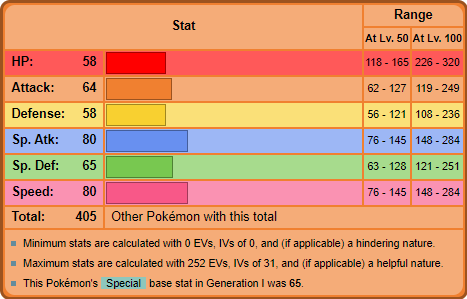 Stat Range
At Lv. 50 At Lv. 100
HP: 58 118 - 165 226 - 320
Attack: 64 62 - 127 119 - 249
Defense: 58 56 - 121 108 - 236
Sp. Atk: 80 76 - 145 148 - 284
Sp. Def: 65 63 - 128 121 - 251
Speed: 80 76 - 145 148 - 284
Total: 405 Other Pokémon with this total
Minimum stats are calculated with 0 EVs, IVs of 0, and (if applicable) a hindering nature.
Maximum stats are calculated with 252 EVs, IVs of 31, and (if applicable) a helpful nature.
This Pokémon's Special base stat in Generation I was 65.